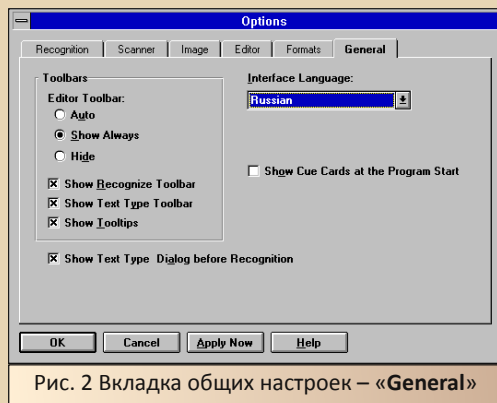 Options
Recognition Scanner Image Editor Formats General
Toolbars
Editor Toolbar:
Auto
Show Always
Hide
Show Recognize Toolbar
Show Text Type Toolbar
Show Tooltips
Interface Language:
Russian
Show Cue Cards at the Program Start
Show Text Type Dialog before Recognition
OK Cancel Apply Now Help
Рис. 2 Вкладка общих настроек – «General»